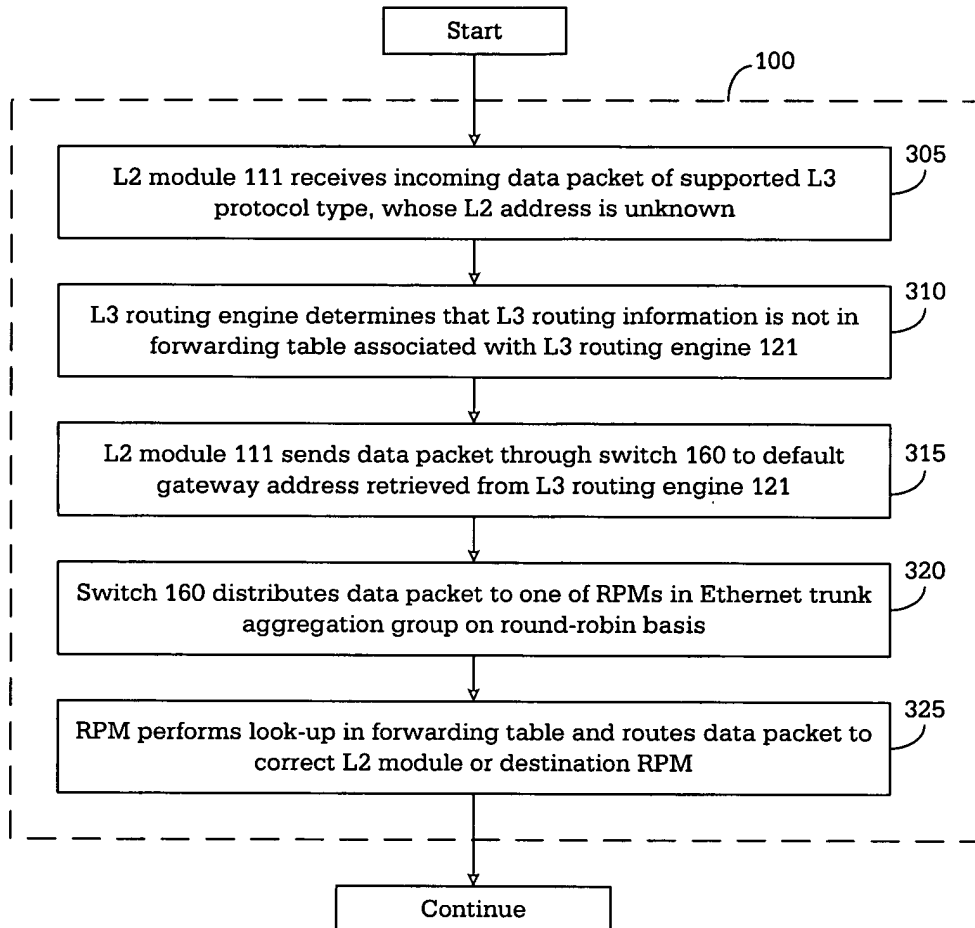 Start
100
L2 module 111 receives incoming data packet of supported L3
protocol type, whose L2 address is unknown
305
L3 routing engine determines that L3 routing information is not in
forwarding table associated with L3 routing engine 121
310
L2 module 111 sends data packet through switch 160 to default
gateway address retrieved from L3 routing engine 121
315
Switch 160 distributes data packet to one of RPMs in Ethernet trunk
aggregation group on round-robin basis
320
RPM performs look-up in forwarding table and routes data packet to
correct L2 module or destination RPM
325
Continue